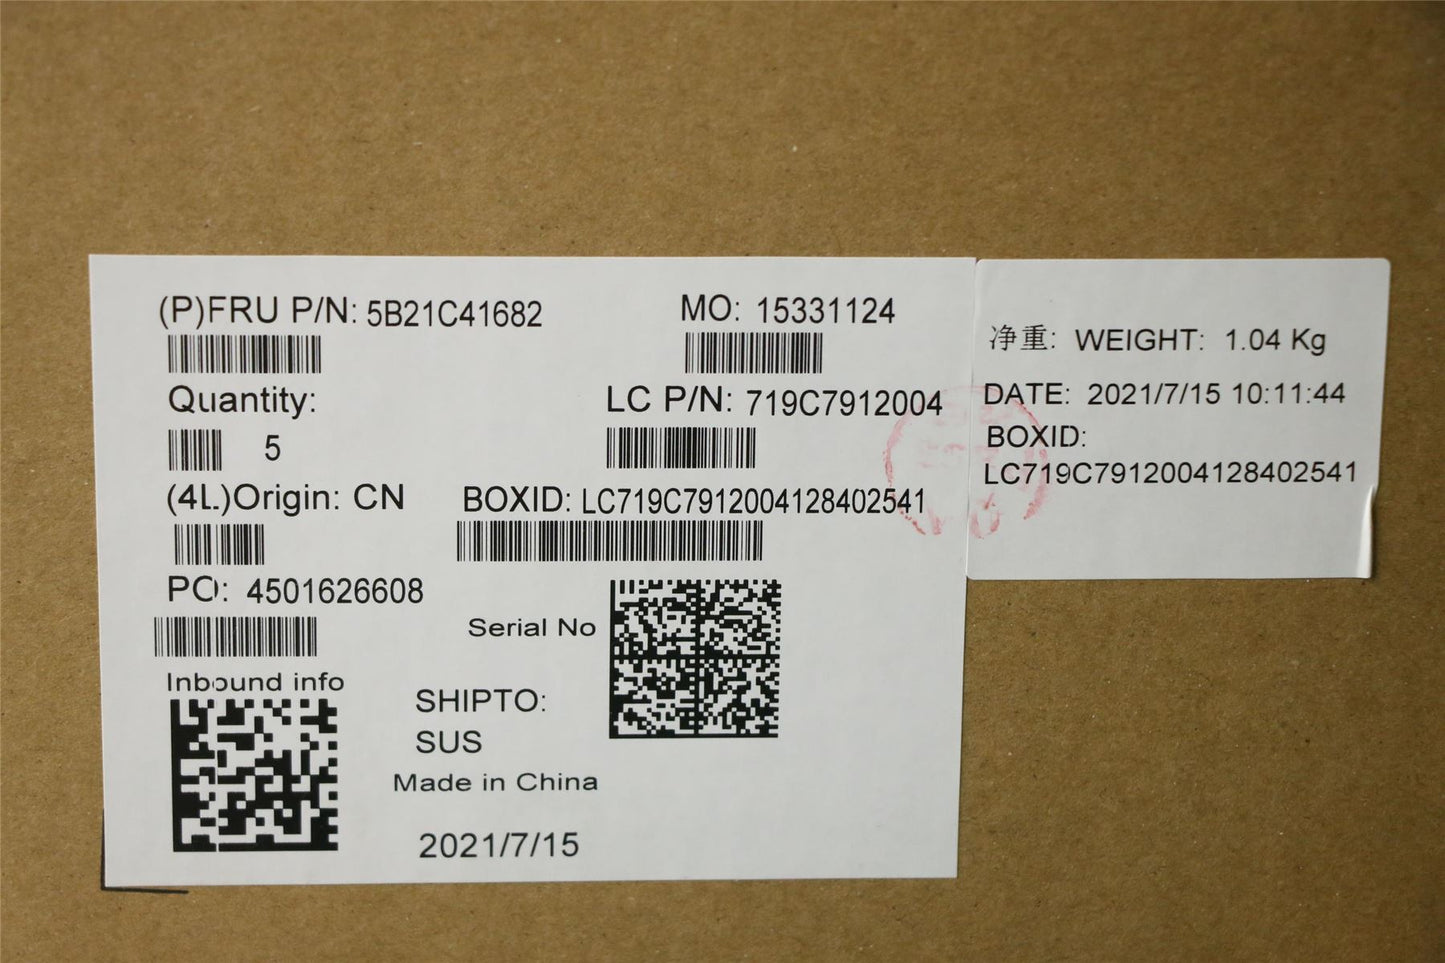 (P)FRU P/N: 5B21C41682
MO: 15331124
Quantity:
5
LC P/N: 719C7912004
(4L)Origin: CN
BOXID: LC719C7912004128402541
PO: 4501626608
Serial No
Inbound info
SHIPTO:
SUS
Made in China
2021/7/15
净重: WEIGHT: 1.04 Kg
DATE: 2021/7/15 10:11:44
BOXID:
LC719C7912004128402541